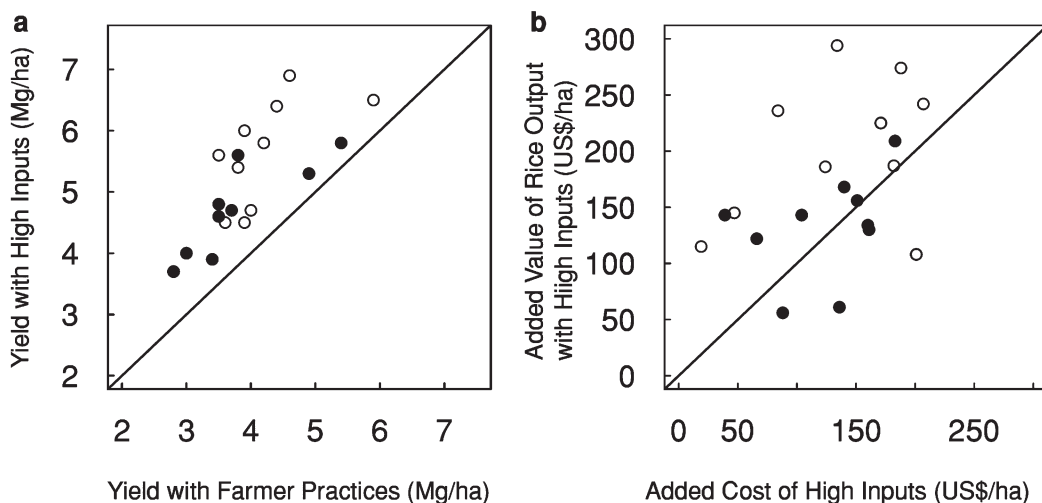 a
Yield with High Inputs (Mg/ha)
7
6
5
4
3
2
2 3 4 5 6 7
Yield with Farmer Practices (Mg/ha)
b
Added Value of Rice Output
with Hiigh Inputs (US$/ha)
300
250
200
150
100
50
0
0 50 150 250
Added Cost of High Inputs (US$/ha)